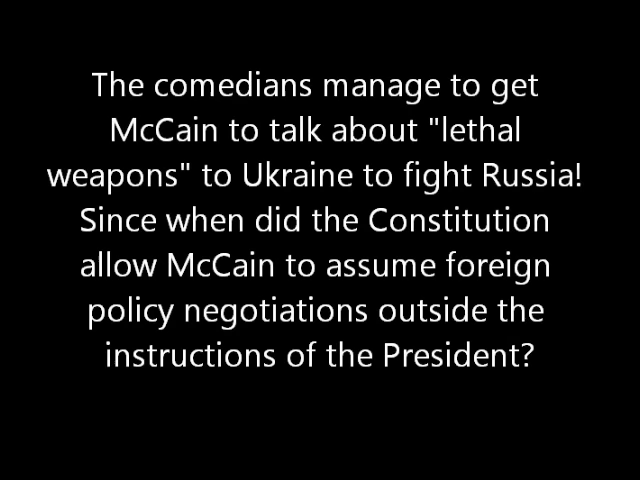 The comedians manage to get
McCain to talk about "lethal
weapons" to Ukraine to fight Russia!
Since when did the Constitution
allow McCain to assume foreign
policy negotiations outside the
instructions of the President?